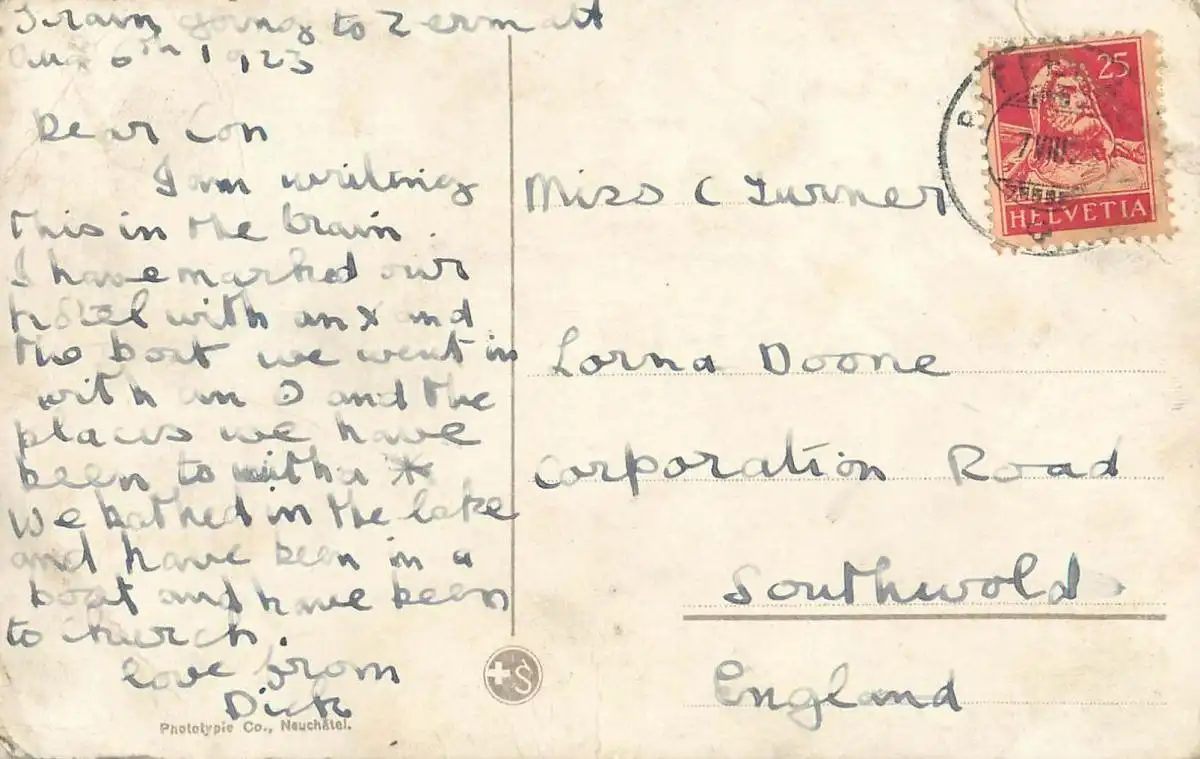 Train going to Zermatt
Aug 6th 1923
Dear Con
I am writing
this in the train.
I have marked our
hotel with an X and
the boat we went in
with an O and the
places we have
been to with a *
We bathed in the lake
and have been in a
boat and have been
to church.
love from
Dick
Phototypie Co., Neuchâtel.
S
25
HELVETIA
Miss C Turner
Lorna Doone
Corporation Road
Southwold
England